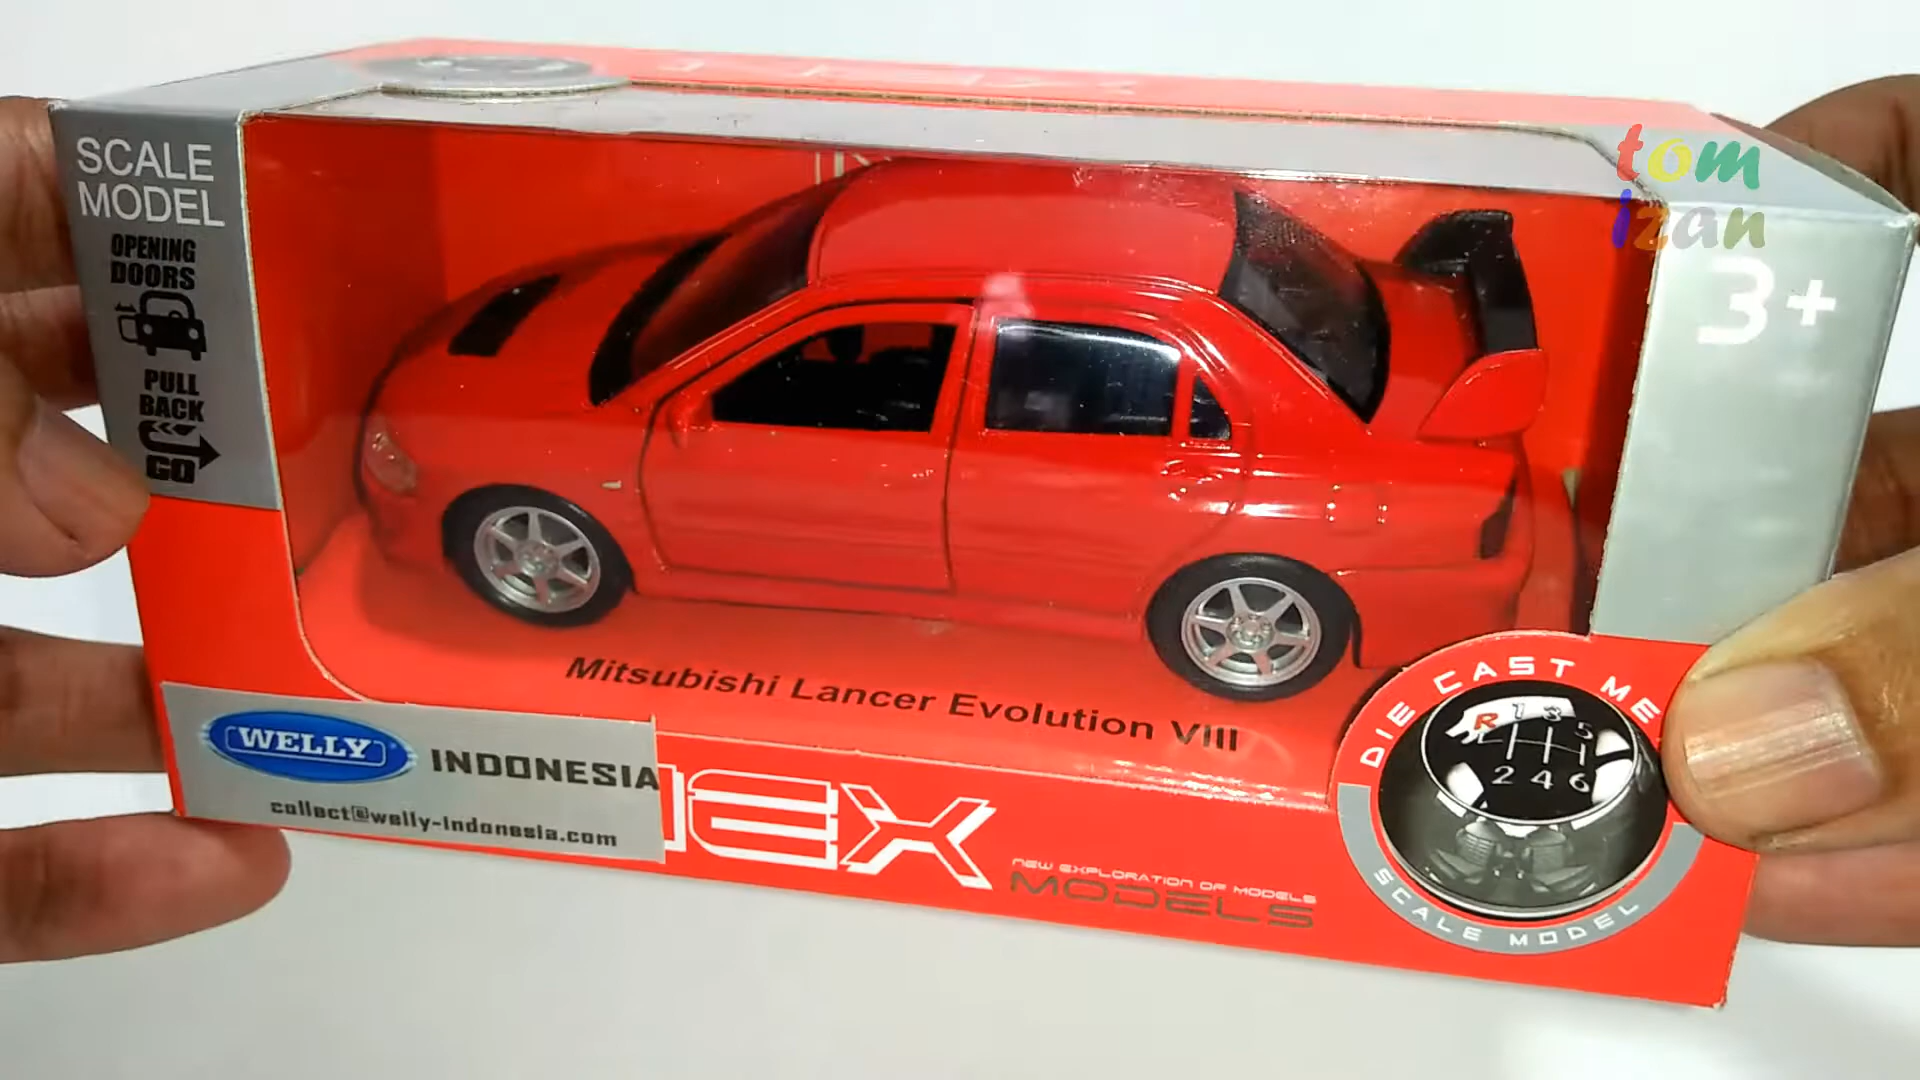 SCALE
MODEL
OPENING
DOORS
PULL
BACK
GO
tom
izan
3+
Mitsubishi Lancer Evolution VIII
WELLY
INDONESIA
collect@welly-indonesia.com
NEW EXPLORATION OF MODELS
MODELS
DIE CAST ME
R 1 3 5
2 4 6
SCALE MODEL